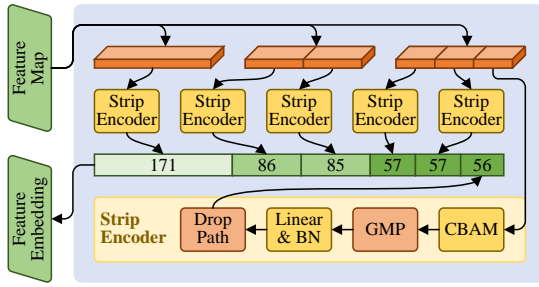 Feature
Map
Strip
Encoder
Strip
Encoder
Strip
Encoder
Strip
Encoder
Strip
Encoder
171
86
85
57
57
56
Feature
Embedding
Strip
Encoder
Drop
Path
Linear
& BN
GMP
CBAM